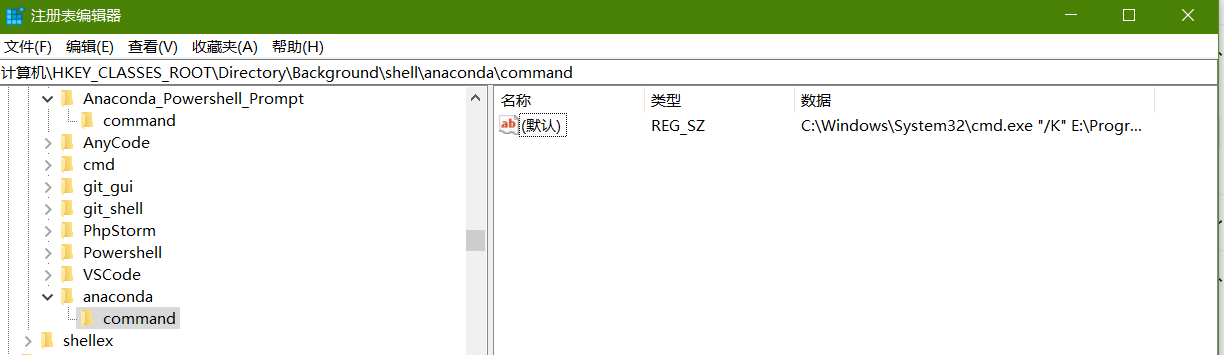 注册表编辑器
文件(F) 编辑(E) 查看(V) 收藏夹(A) 帮助(H)
计算机\HKEY_CLASSES_ROOT\Directory\Background\shell\anaconda\command
Anaconda_Powershell_Prompt
command
AnyCode
cmd
git_gui
git_shell
PhpStorm
Powershell
VSCode
anaconda
command
shellex
名称 类型 数据
ab (默认) REG_SZ C:\Windows\System32\cmd.exe "/K" E:\Progr...